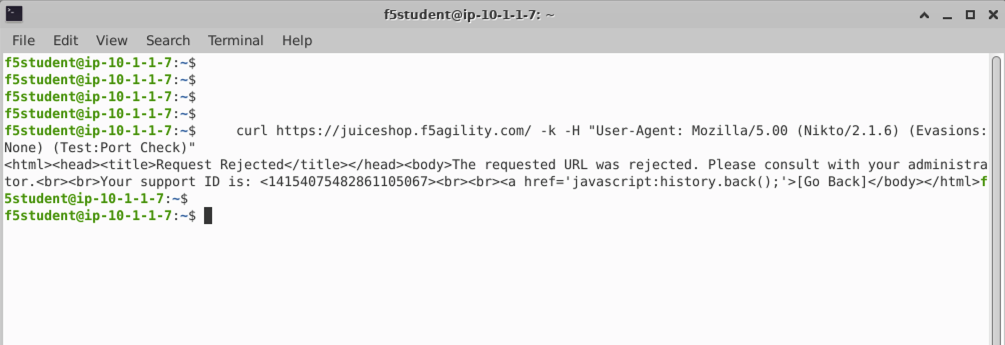 f5student@ip-10-1-1-7: ~
File Edit View Search Terminal Help
f5student@ip-10-1-1-7:~$
f5student@ip-10-1-1-7:~$
f5student@ip-10-1-1-7:~$
f5student@ip-10-1-1-7:~$
f5student@ip-10-1-1-7:~$     curl https://juiceshop.f5agility.com/ -k -H "User-Agent: Mozilla/5.00 (Nikto/2.1.6) (Evasions:
None) (Test:Port Check)"
<html><head><title>Request Rejected</title></head><body>The requested URL was rejected. Please consult with your administra
tor.<br><br>Your support ID is: <14154075482861105067><br><br><a href='javascript:history.back();'>[Go Back]</body></html>f
5student@ip-10-1-1-7:~$
f5student@ip-10-1-1-7:~$